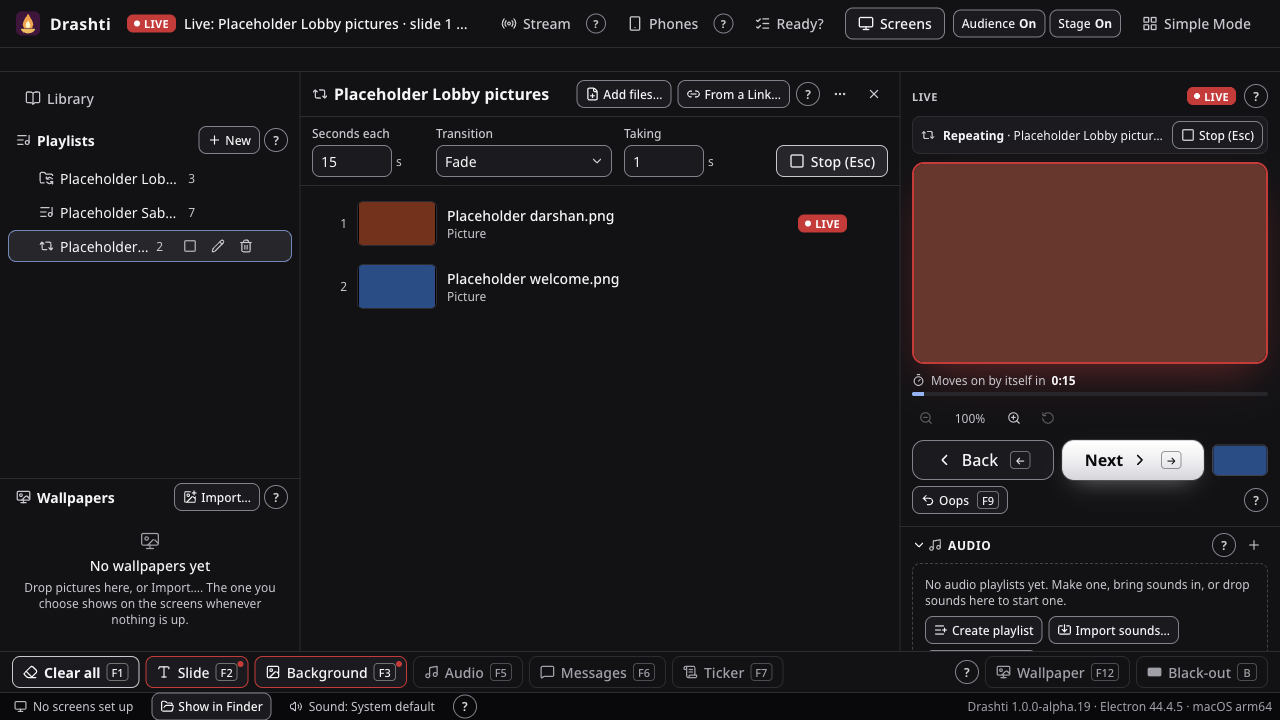 Drashti
LIVE
Live: Placeholder Lobby pictures · slide 1 ...
Stream
?
Phones
?
Ready?
Screens
Audience On
Stage On
Simple Mode
Library
Playlists
New
?
Placeholder Lob... 3
Placeholder Sab... 7
Placeholder... 2
Wallpapers
Import...
?
No wallpapers yet
Drop pictures here, or Import.... The one you
choose shows on the screens whenever
nothing is up.
Placeholder Lobby pictures
Add files...
From a Link...
?
Seconds each
Transition
Taking
15 s
Fade
1 s
Stop (Esc)
1
Placeholder darshan.png
Picture
LIVE
2
Placeholder welcome.png
Picture
LIVE
LIVE
?
Repeating · Placeholder Lobby pictur...
Stop (Esc)
Moves on by itself in 0:15
100%
Back
Next
Oops F9
?
AUDIO
?
No audio playlists yet. Make one, bring sounds in, or drop
sounds here to start one.
Create playlist
Import sounds...
Clear all F1
Slide F2
Background F3
Audio F5
Messages F6
Ticker F7
?
Wallpaper F12
Black-out B
No screens set up
Show in Finder
Sound: System default
?
Drashti 1.0.0-alpha.19 · Electron 44.4.5 · macOS arm64